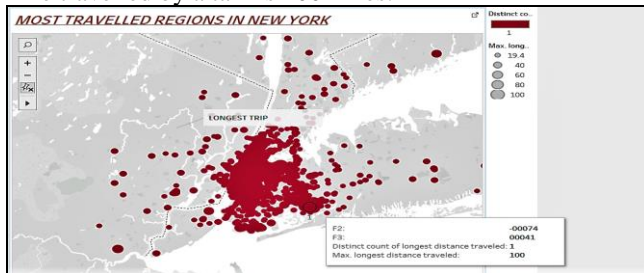 MOST TRAVELLED REGIONS IN NEW YORK
Distinct co..
1
Max. long..
19.4
40
60
80
100
LONGEST TRIP
F2: -00074
F3: 00041
Distinct count of longest distance traveled: 1
Max. longest distance traveled: 100